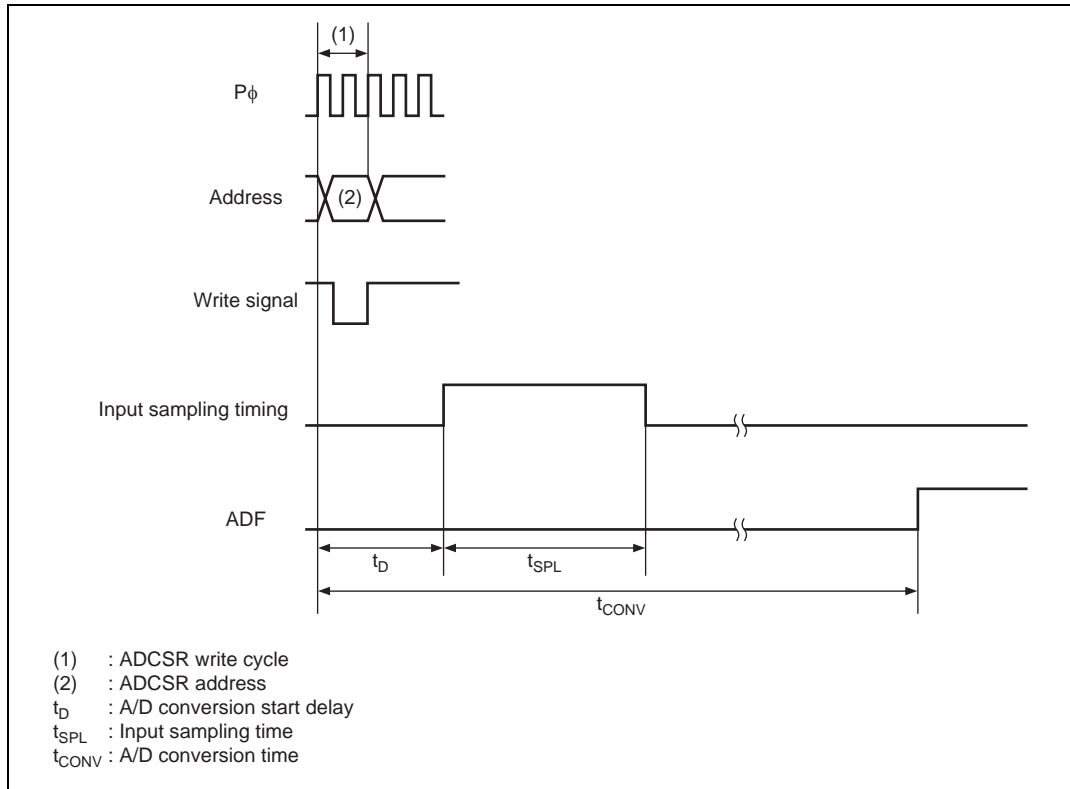 (1)
Pϕ
Address
(2)
Write signal
Input sampling timing
ADF
tD
tSPL
tCONV
(1) : ADCSR write cycle
(2) : ADCSR address
tD : A/D conversion start delay
tSPL : Input sampling time
tCONV : A/D conversion time